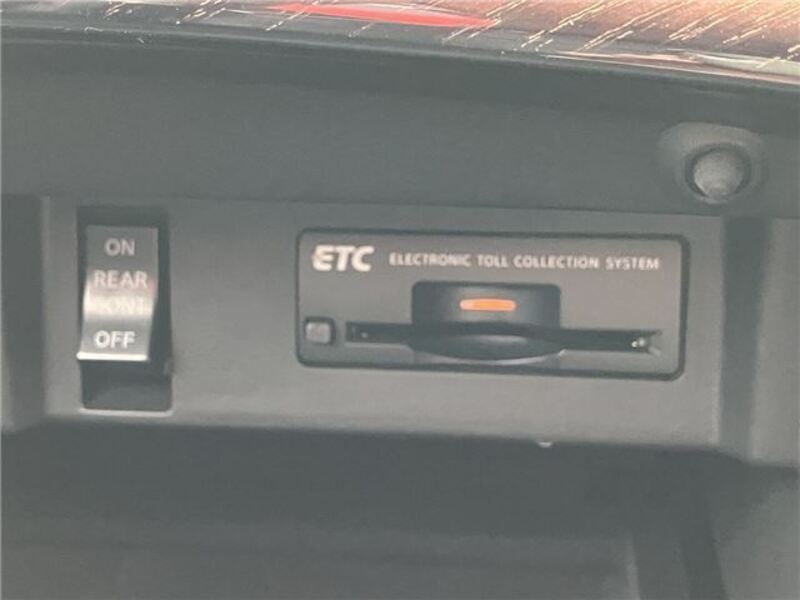 ON
REAR
CONT
OFF
ETC ELECTRONIC TOLL COLLECTION SYSTEM